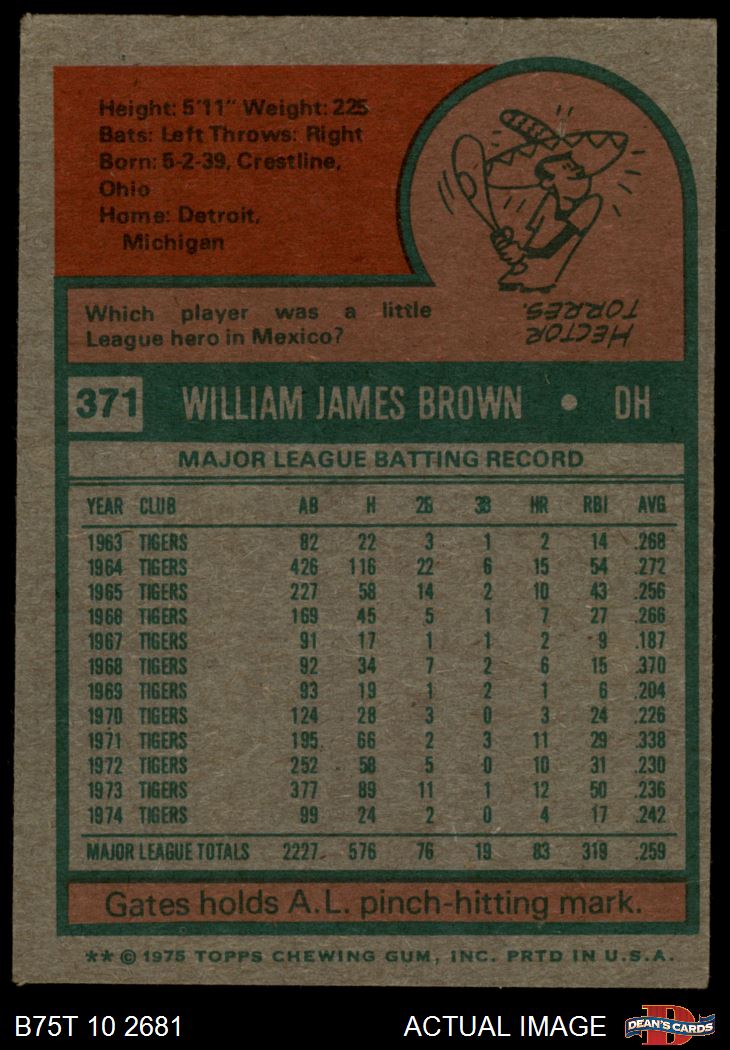 Height: 5'11" Weight: 225
Bats: Left Throws: Right
Born: 5-2-39, Crestline,
Ohio
Home: Detroit,
Michigan
Which player was a little
League hero in Mexico?
HECTOR
TORRES.
371 WILLIAM JAMES BROWN • DH
MAJOR LEAGUE BATTING RECORD
YEAR CLUB AB H 2B 3B HR RBI AVG
1963 TIGERS 82 22 3 1 2 14 .268
1964 TIGERS 426 116 22 6 15 54 .272
1965 TIGERS 227 58 14 2 10 43 .256
1966 TIGERS 169 45 5 1 7 27 .266
1967 TIGERS 91 17 1 1 2 9 .187
1968 TIGERS 92 34 7 2 6 15 .370
1969 TIGERS 93 19 1 2 1 6 .204
1970 TIGERS 124 28 3 0 3 24 .226
1971 TIGERS 195 66 2 3 11 29 .338
1972 TIGERS 252 58 5 0 10 31 .230
1973 TIGERS 377 89 11 1 12 50 .236
1974 TIGERS 99 24 2 0 4 17 .242
MAJOR LEAGUE TOTALS 2227 576 76 19 83 319 .259
Gates holds A.L. pinch-hitting mark.
** © 1975 TOPPS CHEWING GUM, INC. PRTD IN U.S.A.
B75T 10 2681 ACTUAL IMAGE D DEAN'S CARDS